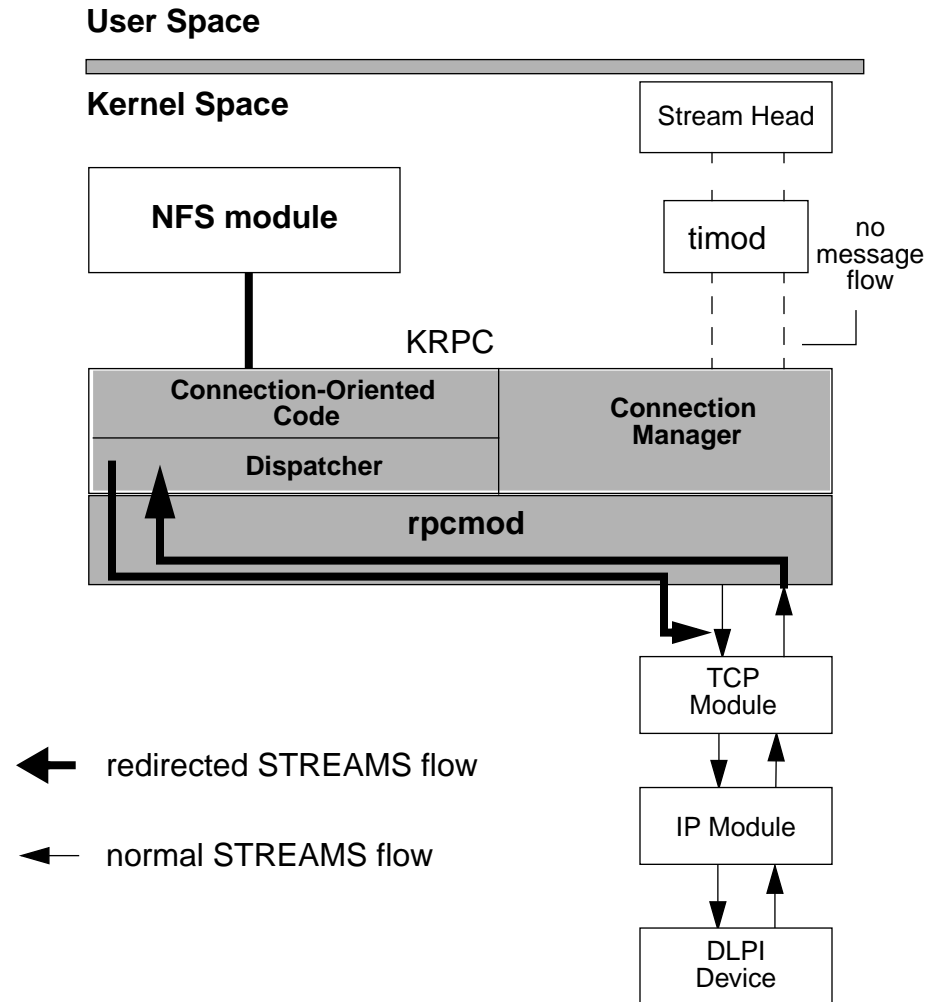 User Space
Kernel Space
Stream Head
NFS module
timod
no
message
flow
KRPC
Connection-Oriented
Code
Connection
Manager
Dispatcher
rpcmod
TCP
Module
redirected STREAMS flow
IP Module
normal STREAMS flow
DLPI
Device